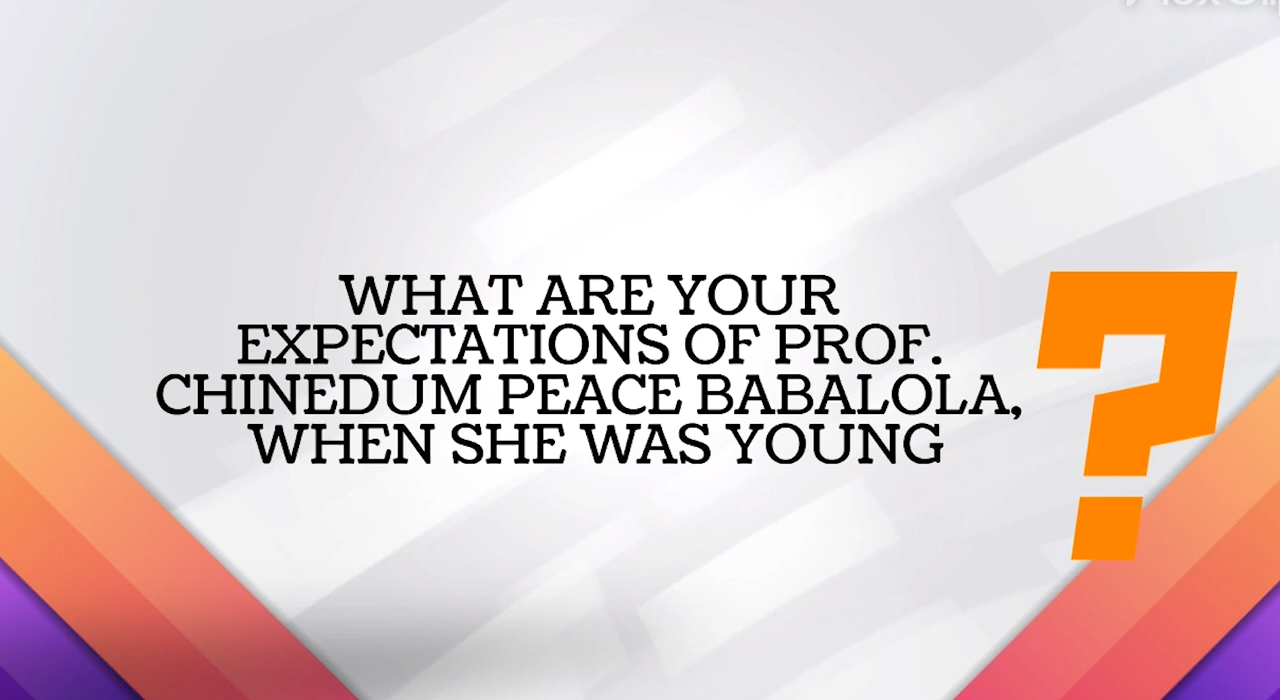 WHAT ARE YOUR
EXPECTATIONS OF PROF.
CHINEDUM PEACE BABALOLA,
WHEN SHE WAS YOUNG
?